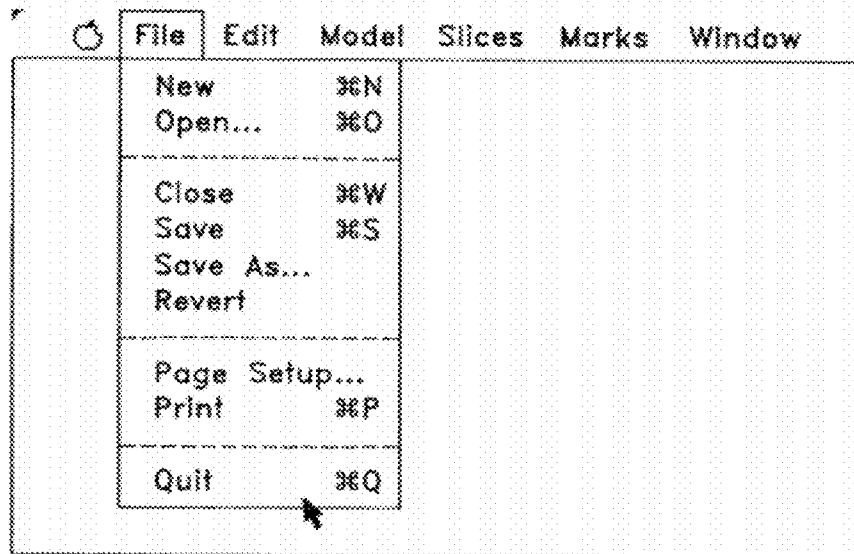 File Edit Model Slices Marks Window
New ⌘N
Open... ⌘O
Close ⌘W
Save ⌘S
Save As...
Revert
Page Setup...
Print ⌘P
Quit ⌘Q